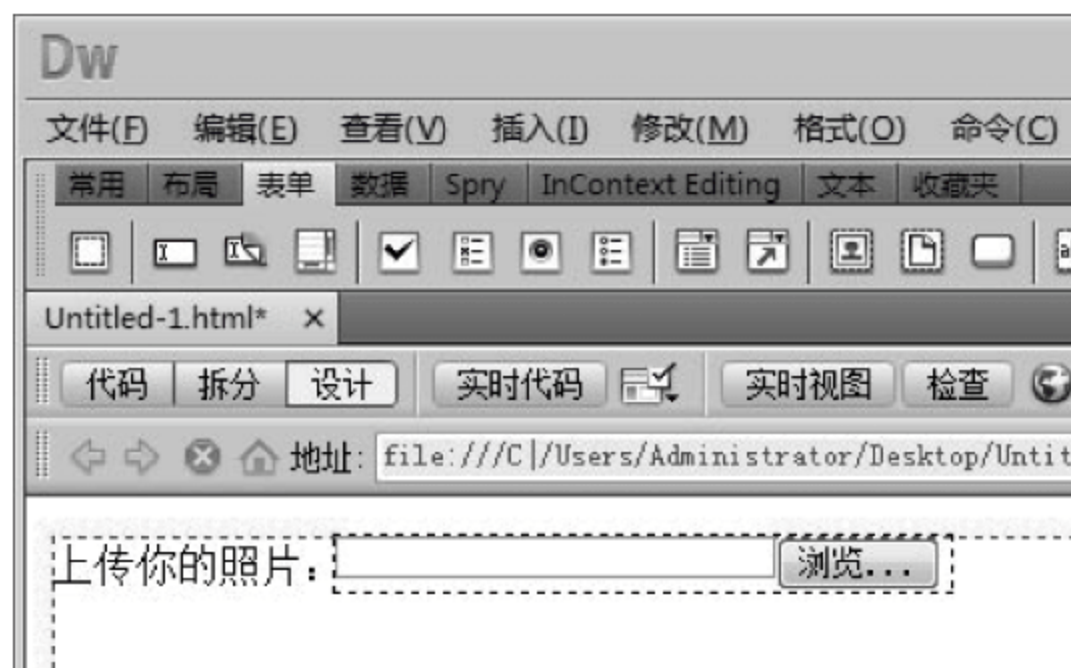 Dw
文件(F) 编辑(E) 查看(V) 插入(I) 修改(M) 格式(O) 命令(C)
常用 布局 表单 数据 Spry InContext Editing 文本 收藏夹
Untitled-1.html* ×
代码 拆分 设计 实时代码 实时视图 检查
地址: file:///C|/Users/Administrator/Desktop/Untit
上传你的照片: 浏览...